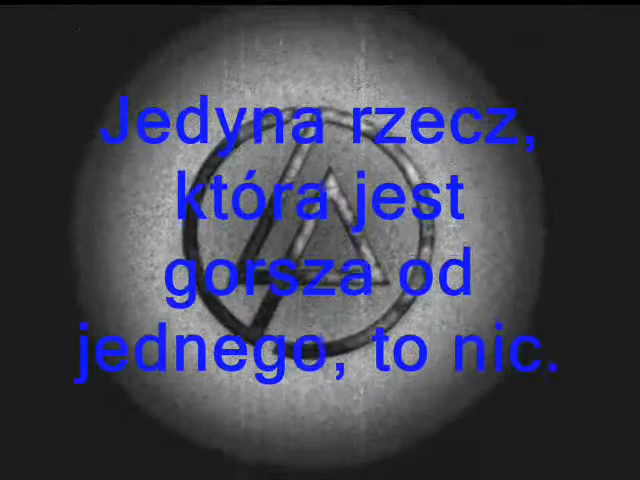 Jedyna rzecz,
która jest
gorsza od
jednego, to nic.